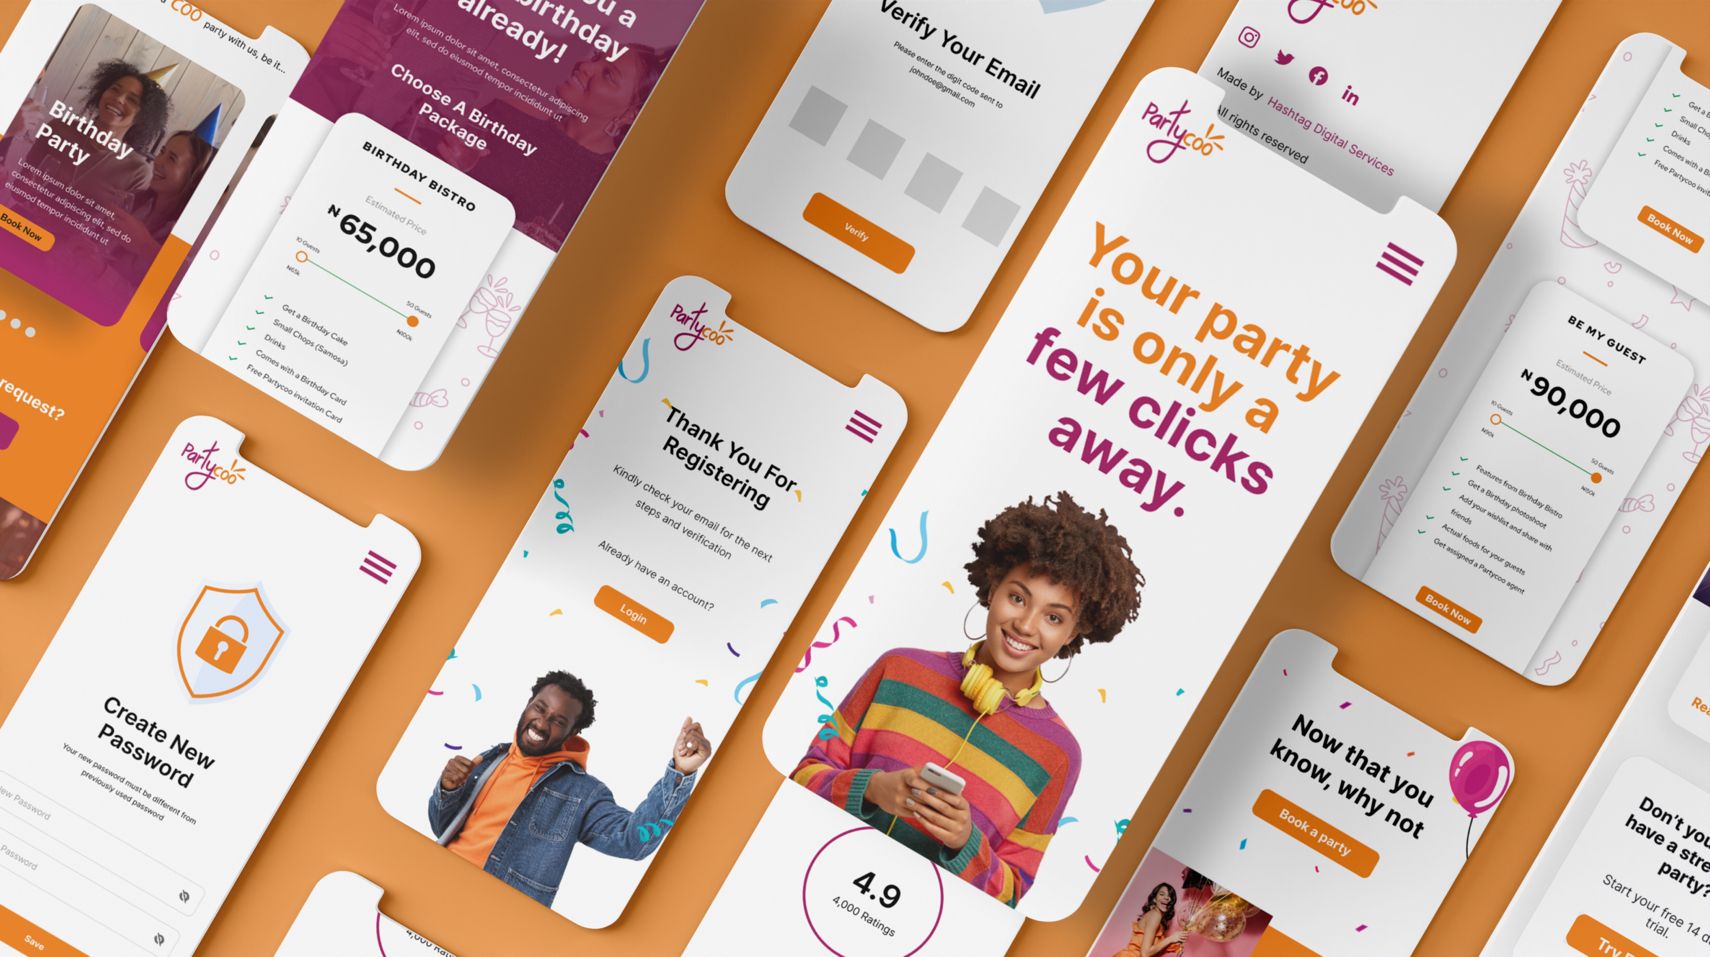 COO
party with us, be it...
Birthday
Party
Lorem ipsum dolor sit amet,
consectetur adipiscing
elit, sed do eiusmod
tempor incididunt ut
Book Now
request?
u a
birthday
already!
Lorem ipsum dolor sit amet, consectetur adipiscing
elit, sed do eiusmod tempor incididunt ut
Choose A Birthday
Package
BIRTHDAY BISTRO
Estimated Price
₦65,000
10 Guests
₦65k
50 Guests
₦100k
Get a Birthday Cake
Small Chops (Samosa)
Drinks
Comes with a Birthday Card
Free Partycoo invitation Card
Partycoo
Create New
Password
Your new password must be different from
previously used password
New Password
Password
Save
Partycoo
Thank You For
Registering
Kindly check your email for the next
steps and verification
Already have an account?
Login
4,000
Verify Your Email
Please enter the digit code sent to
johndoe@gmail.com
Verify
Partycoo
Your party
is only a
few clicks
away.
4.9
4,000 Ratings
Made by Hashtag Digital Services
All rights reserved
in
Get a
Small Chops
Drinks
Comes with a
Free Partycoo
Book Now
BE MY GUEST
Estimated Price
₦90,000
10 Guests
₦90k
50 Guests
Features from Birthday Bistro
Get a Birthday photoshoot
Add your wishlist and share with
friends
Actual foods for your guests
Get assigned a Partycoo agent
Book Now
Now that you
know, why not
Book a party
Rea
Don't you
have a stre
party?
Start your free 14 d
trial.
Try